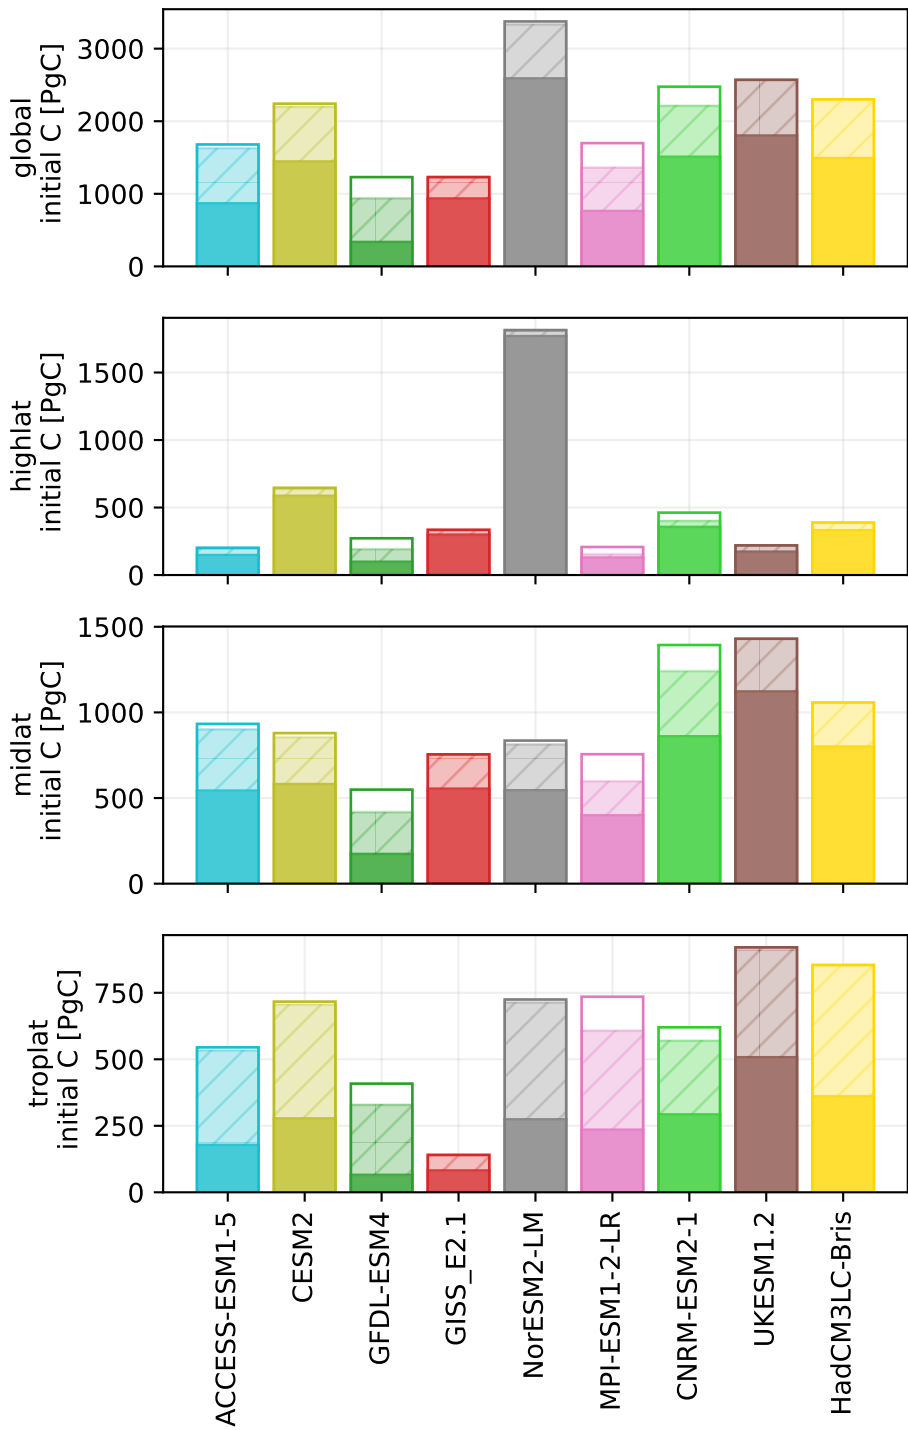 global
initial C [PgC]
3000
2000
1000
0
highlat
initial C [PgC]
1500
1000
500
0
midlat
initial C [PgC]
1500
1000
500
0
troplat
initial C [PgC]
750
500
250
0
ACCESS-ESM1-5
CESM2
GFDL-ESM4
GISS_E2.1
NorESM2-LM
MPI-ESM1-2-LR
CNRM-ESM2-1
UKESM1.2
HadCM3LC-Bris